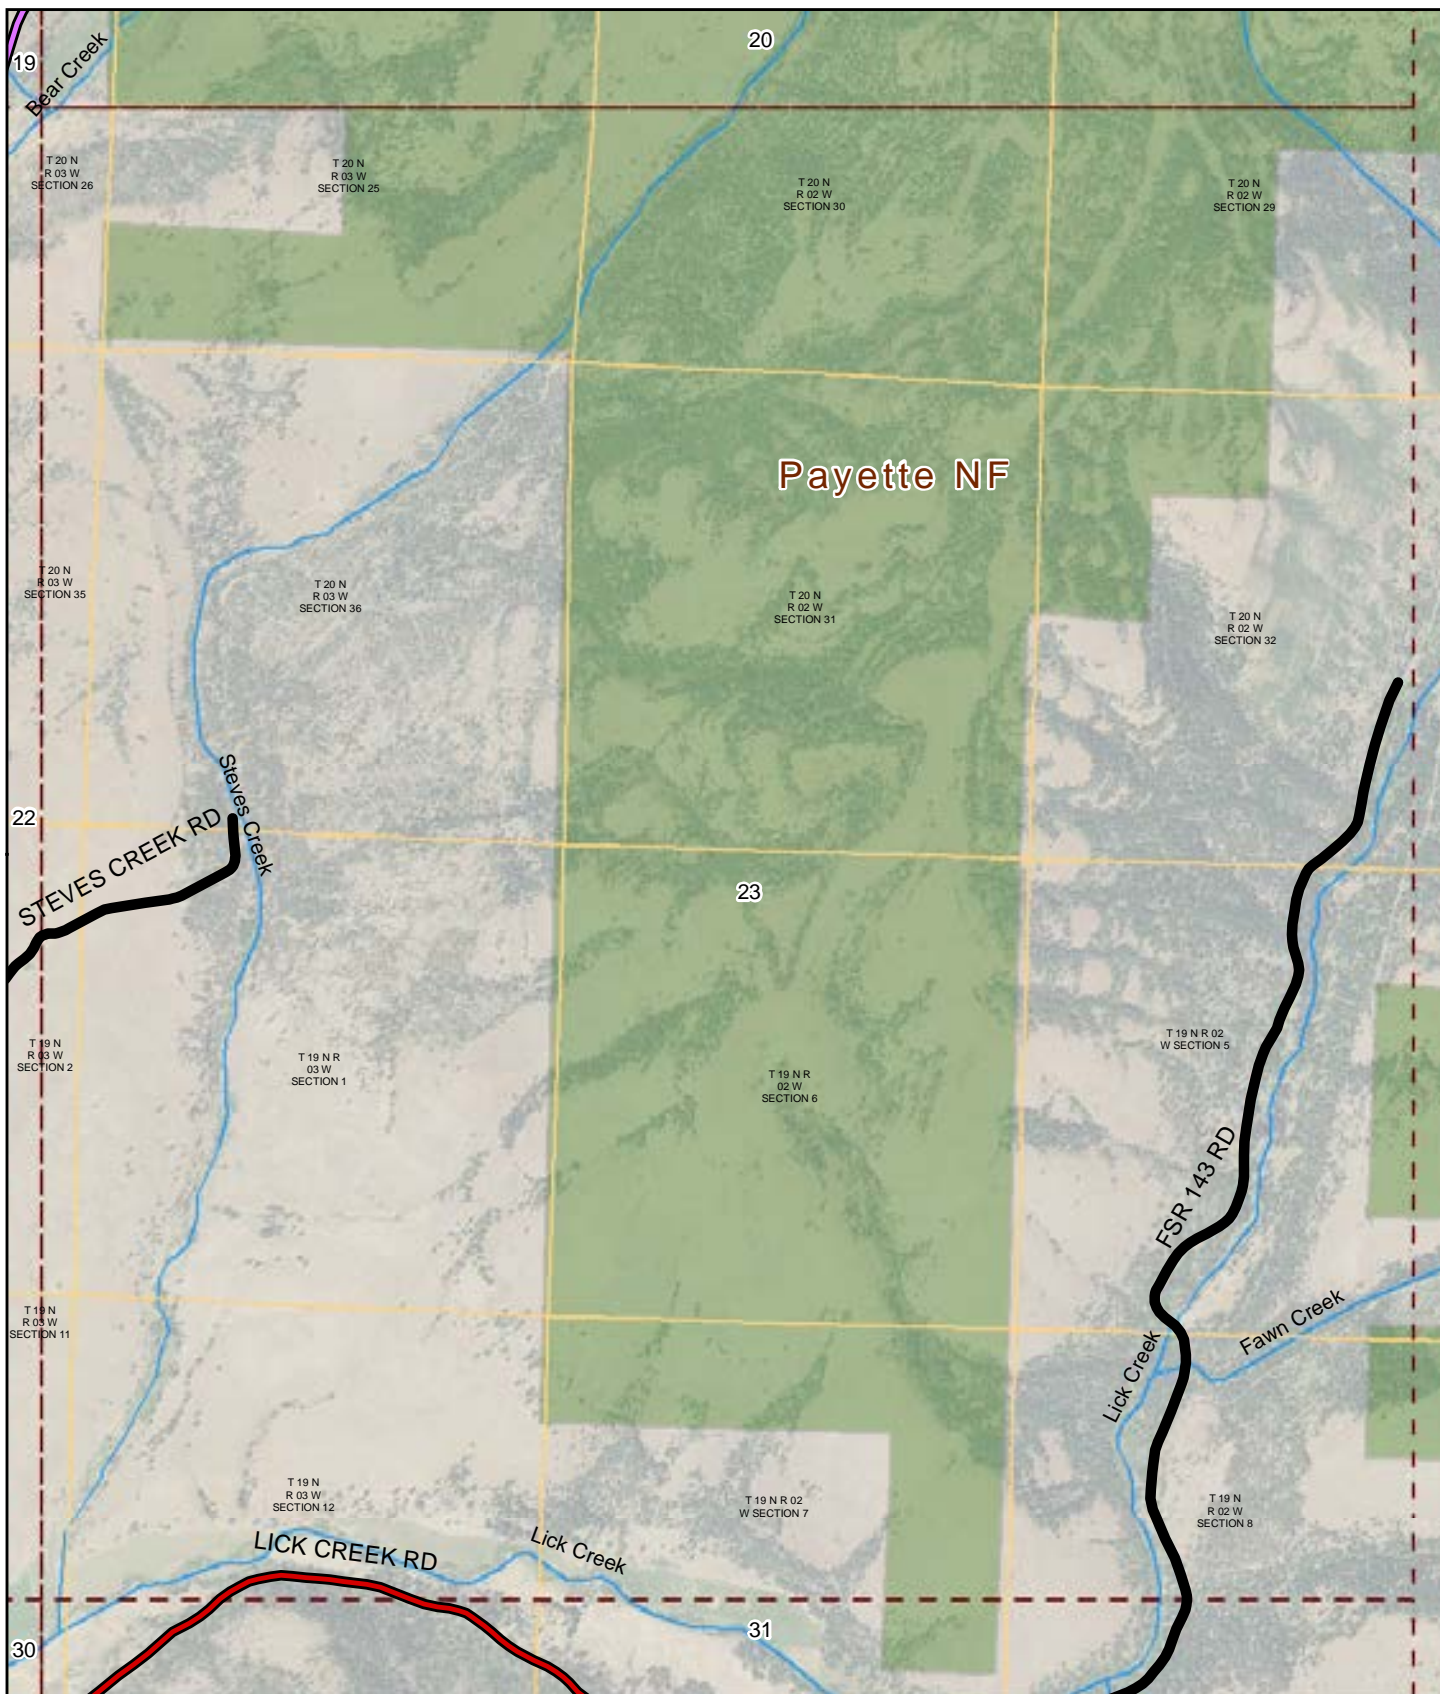 20
19
Bear Creek
T 20 N
R 03 W
SECTION 26
T 20 N
R 03 W
SECTION 25
T 20 N
R 02 W
SECTION 30
T 20 N
R 02 W
SECTION 29
Payette NF
T 20 N
R 03 W
SECTION 35
T 20 N
R 03 W
SECTION 36
T 20 N
R 02 W
SECTION 31
T 20 N
R 02 W
SECTION 32
Steves Creek
22
STEVES CREEK RD
23
T 19 N
R 03 W
SECTION 2
T 19 N R
03 W
SECTION 1
T 19 N R
02 W
SECTION 6
T 19 N R 02
W SECTION 5
FSR 143 RD
Fawn Creek
Lick Creek
T 19 N
R 03 W
SECTION 11
T 19 N
R 03 W
SECTION 12
T 19 N R 02
W SECTION 7
T 19 N
R 02 W
SECTION 8
LICK CREEK RD
Lick Creek
31
30